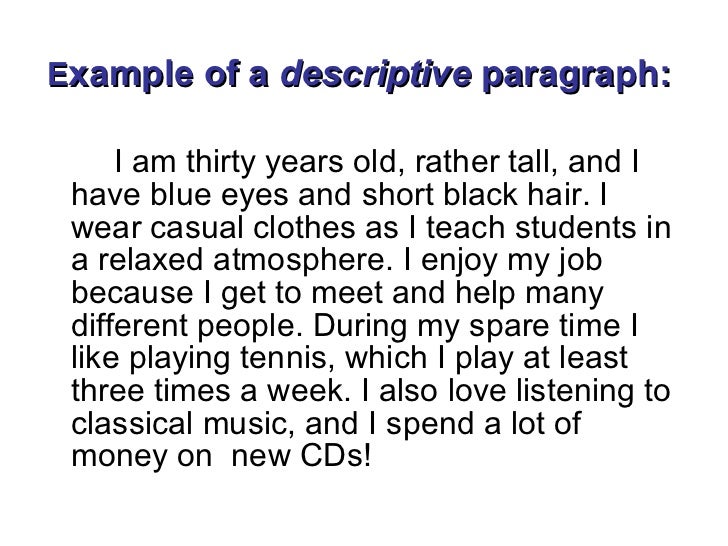 Example of a descriptive paragraph:
I am thirty years old, rather tall, and I
have blue eyes and short black hair. I
wear casual clothes as I teach students in
a relaxed atmosphere. I enjoy my job
because I get to meet and help many
different people. During my spare time I
like playing tennis, which I play at least
three times a week. I also love listening to
classical music, and I spend a lot of
money on  new CDs!